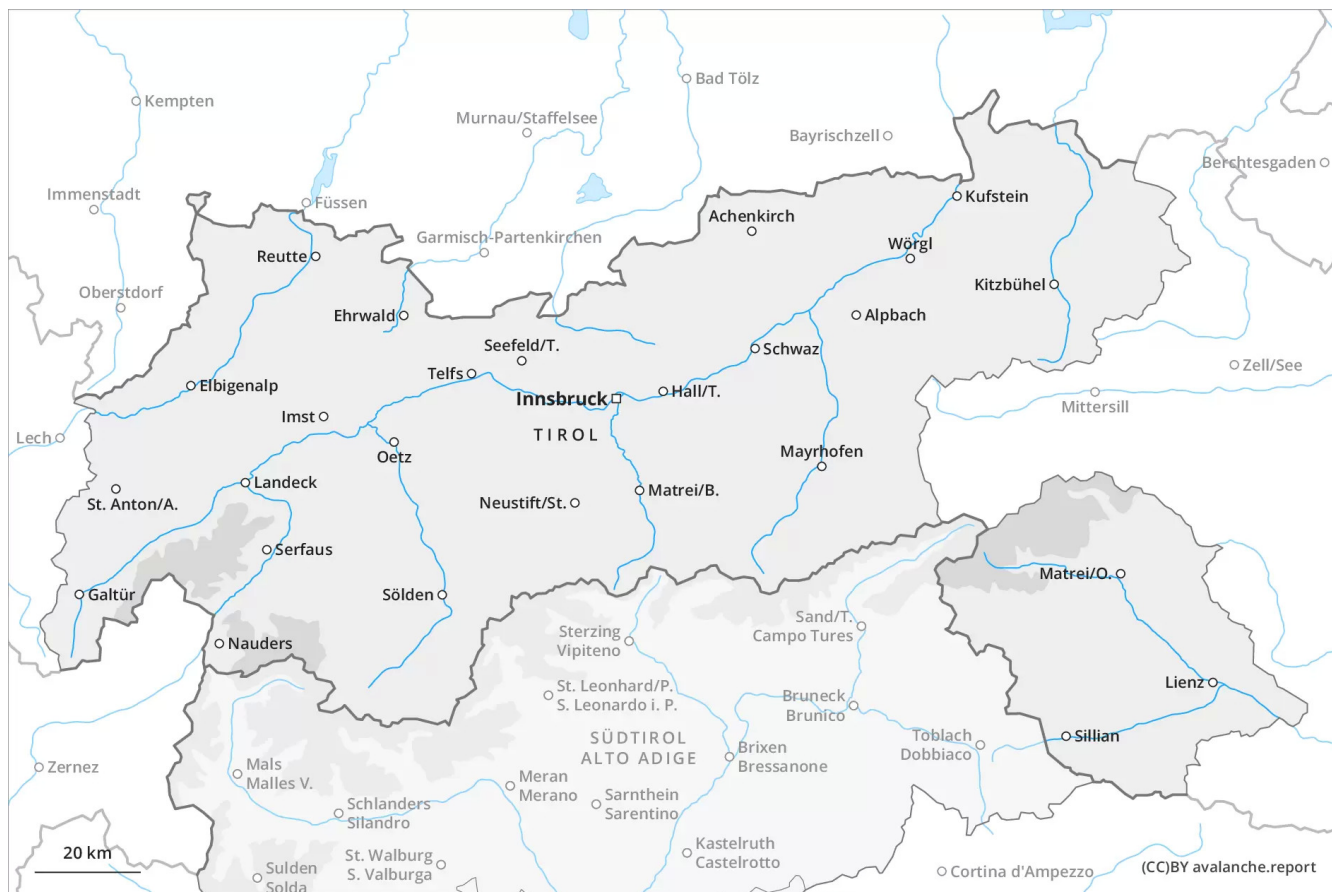 Bad Tölz
Kempten
Murnau/Staffelsee
Bayrischzell
Berchtesgaden
Immenstadt
Füssen
Kufstein
Achenkirch
Garmisch-Partenkirchen
Wörgl
Reutte
Kitzbühel
Oberstdorf
Ehrwald
Alpbach
Seefeld/T.
Schwaz
Zell/See
Telfs
Elbigenalp
Hall/T.
Innsbruck
Mittersill
Imst
TIROL
Lech
Oetz
Mayrhofen
Landeck
Matrei/B.
St. Anton/A.
Neustift/St.
Serfaus
Matrei/O.
Galtür
Sölden
Sand/T.
Campo Tures
Sterzing
Vipiteno
Nauders
Lienz
St. Leonhard/P.
S. Leonardo i. P.
Bruneck
Brunico
Sillian
SÜDTIROL
ALTO ADIGE
Toblach
Dobbiaco
Brixen
Bressanone
Zernez
Mals
Malles V.
Meran
Merano
Sarnthein
Sarentino
Schlanders
Silandro
Kastelruth
Castelrotto
20 km
St. Walburg
S. Valburga
Sulden
Solda
Cortina d'Ampezzo
(CC)BY avalanche.report